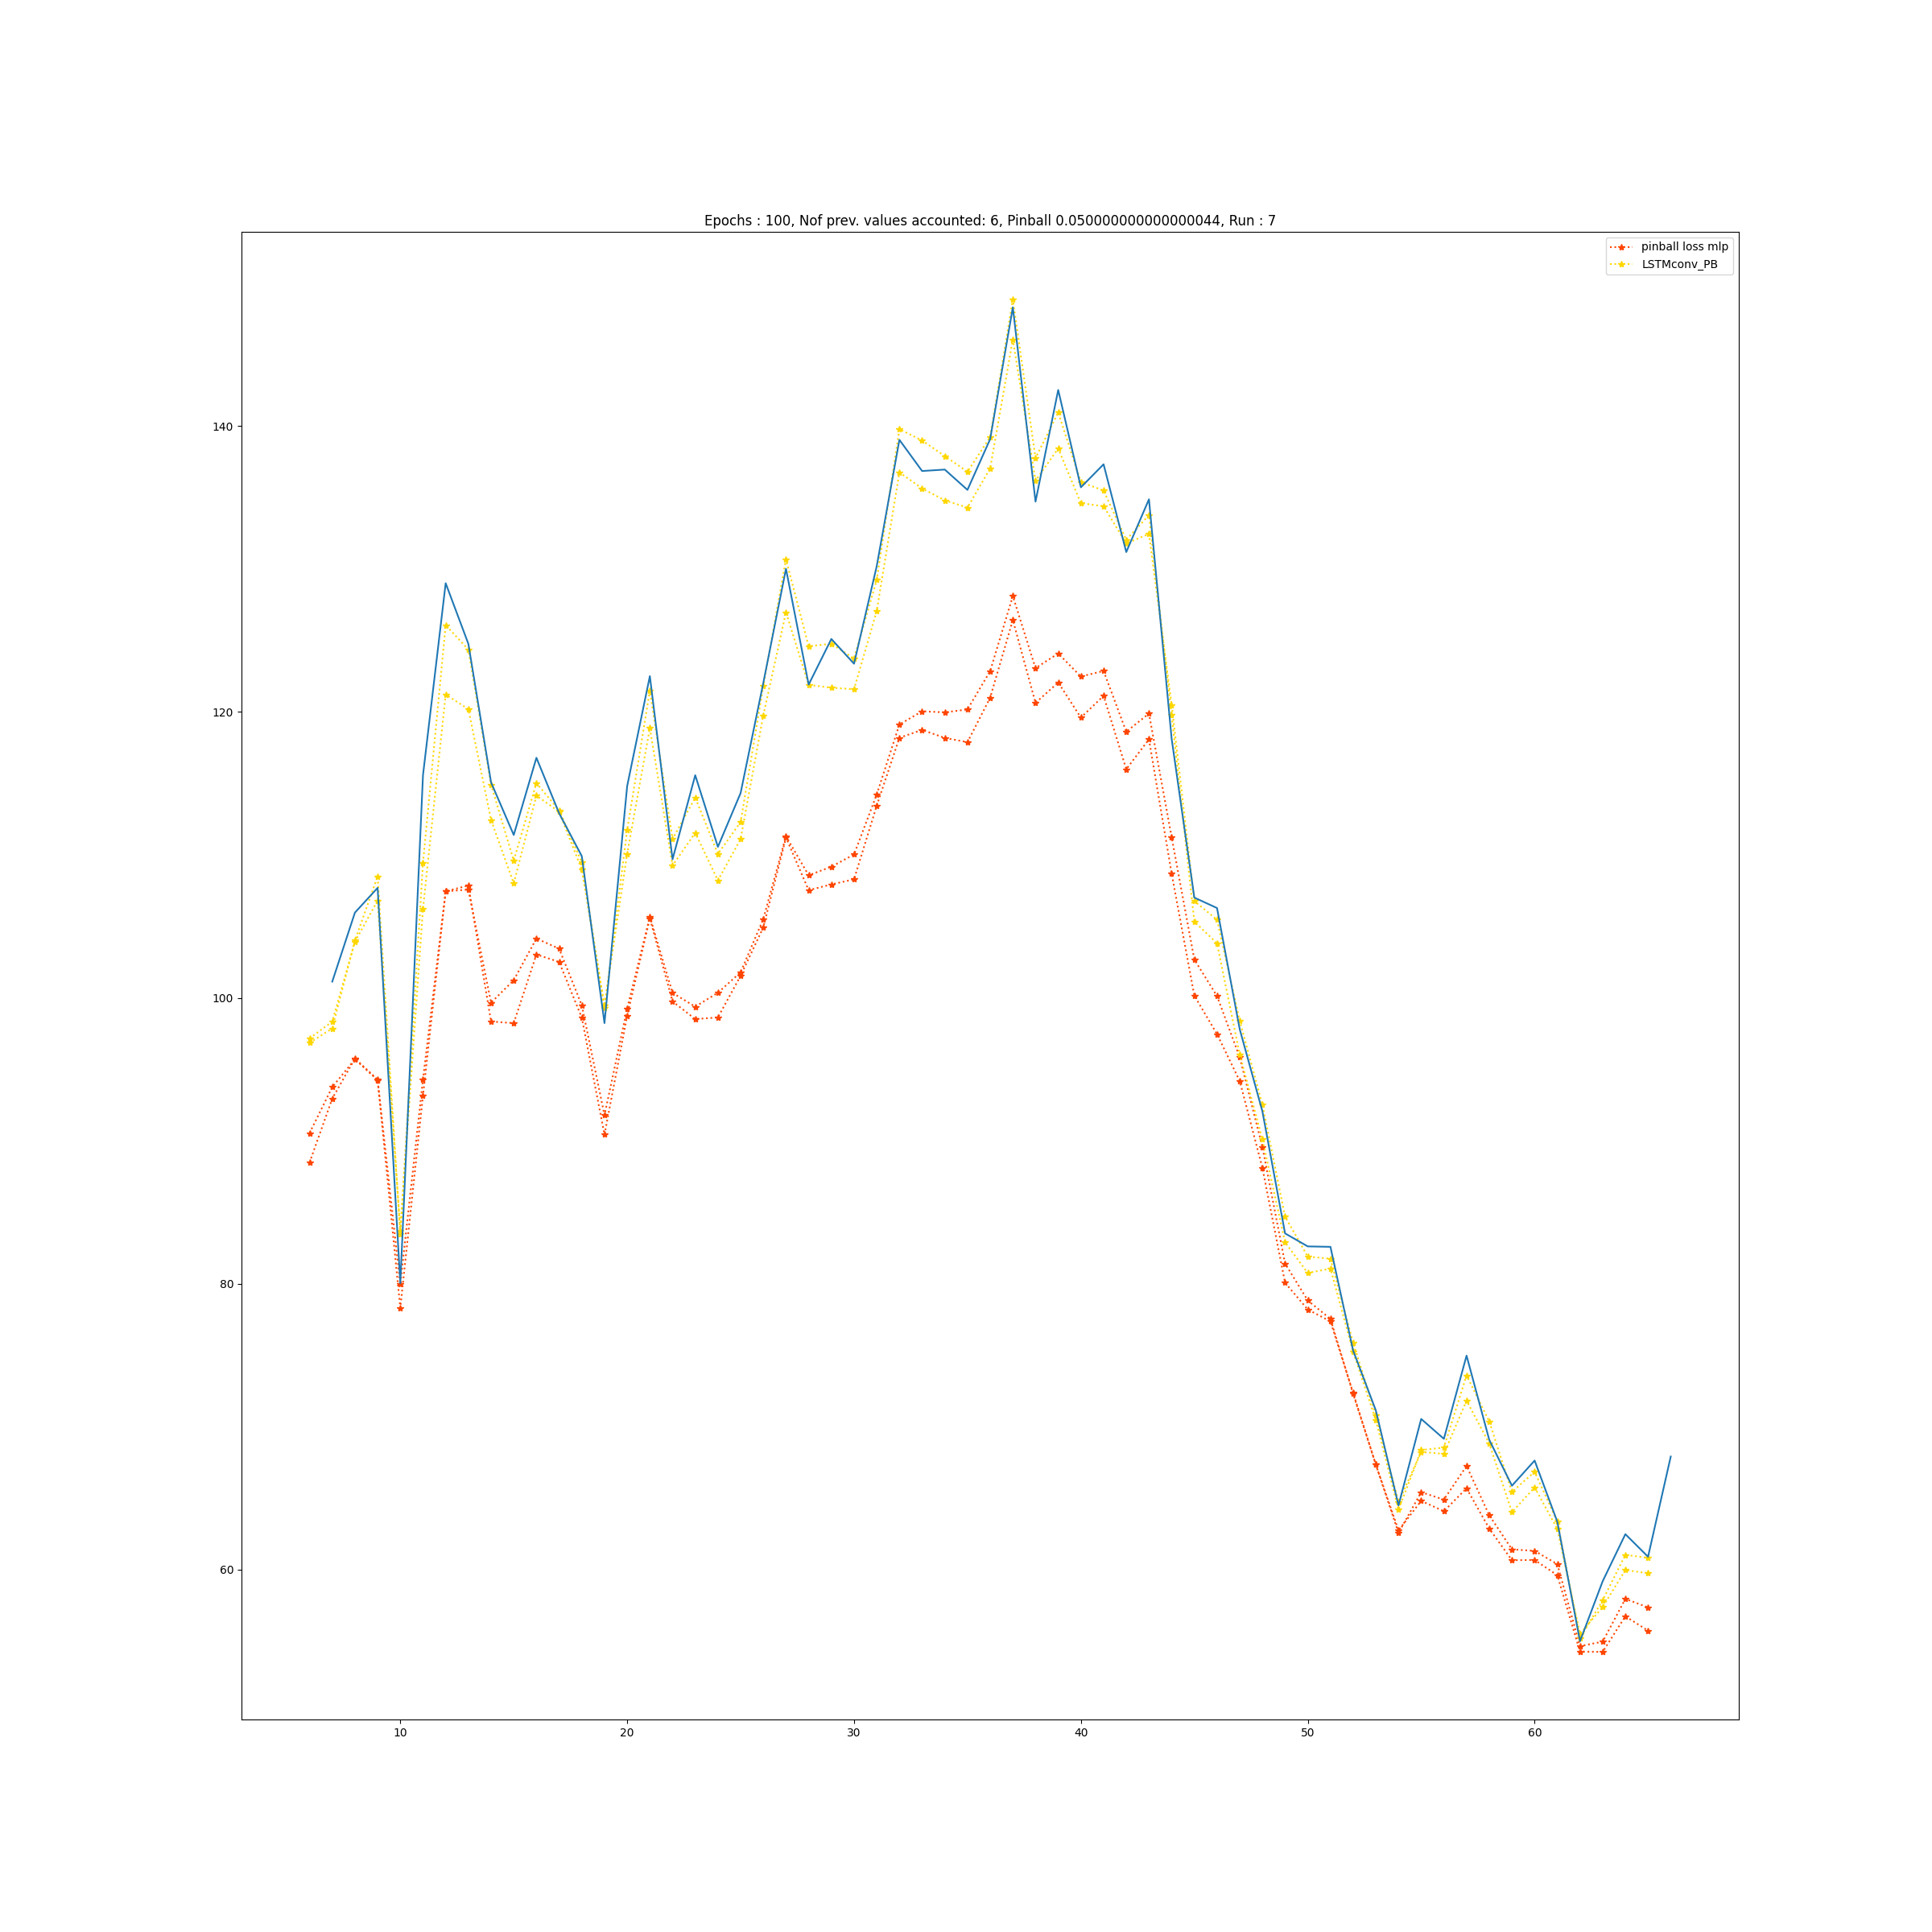 Epochs : 100, Nof prev. values accounted: 6, Pinball 0.050000000000000044, Run : 7
pinball loss mlp
LSTMconv_PB
140
120
100
80
60
10 20 30 40 50 60